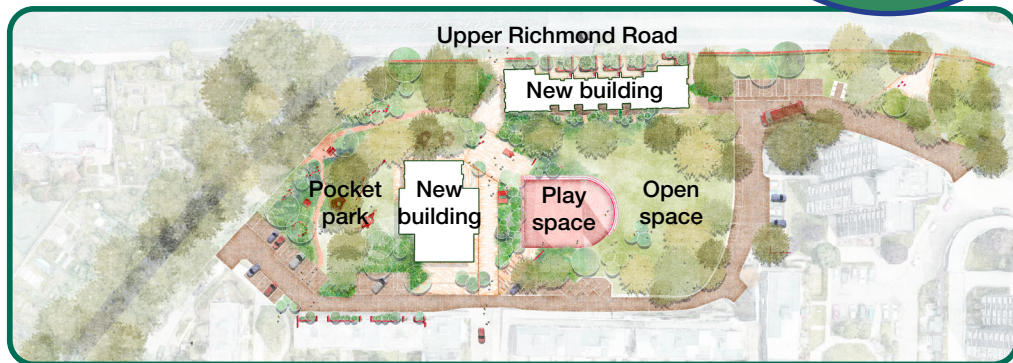 Upper Richmond Road
New building
Pocket
park
New
building
Play
space
Open
space